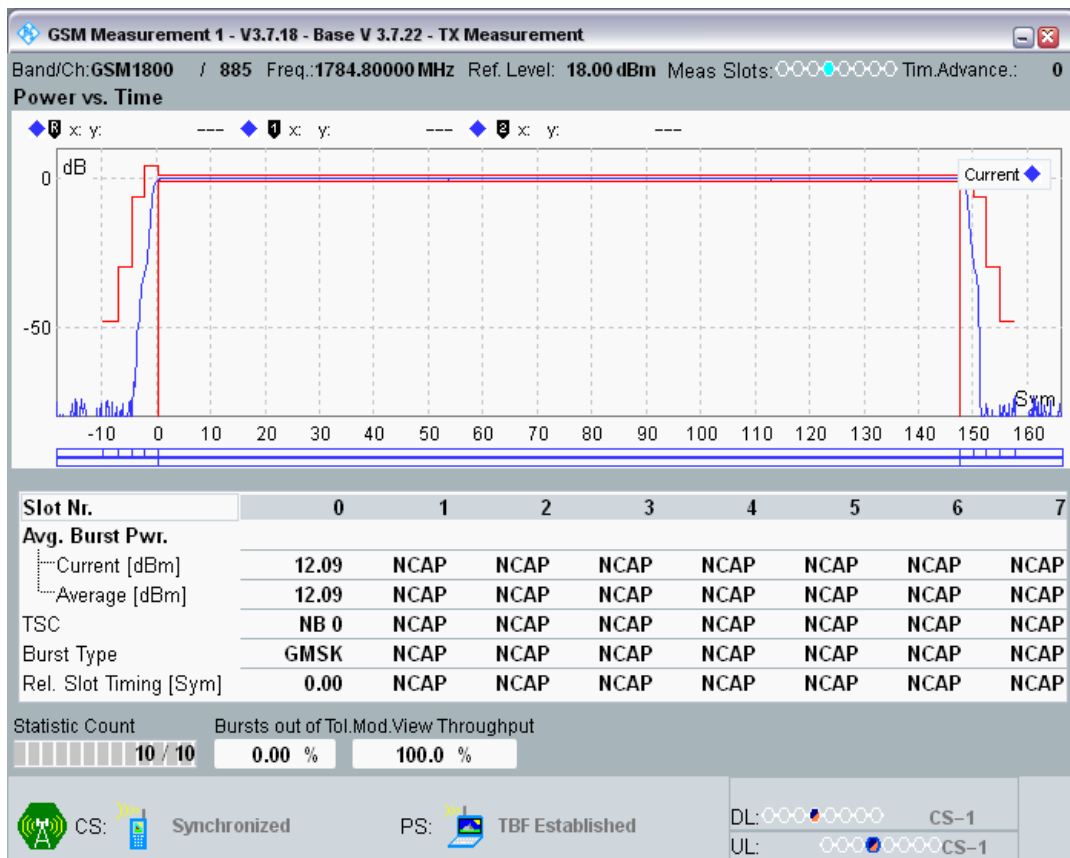 GSM Measurement 1 - V3.7.18 - Base V 3.7.22 - TX Measurement
Band/Ch:GSM1800 / 885 Freq.:1784.80000 MHz Ref. Level: 18.00 dBm Meas Slots: Tim.Advance.: 0
Power vs. Time
R x: y: --- 1 x: y: --- 2 x: y: ---
dB
0
Current
-50
Sym
-10 0 10 20 30 40 50 60 70 80 90 100 110 120 130 140 150 160
Slot Nr. 0 1 2 3 4 5 6 7
Avg. Burst Pwr.
Current [dBm] 12.09 NCAP NCAP NCAP NCAP NCAP NCAP NCAP
Average [dBm] 12.09 NCAP NCAP NCAP NCAP NCAP NCAP NCAP
TSC NB 0 NCAP NCAP NCAP NCAP NCAP NCAP NCAP
Burst Type GMSK NCAP NCAP NCAP NCAP NCAP NCAP NCAP
Rel. Slot Timing [Sym] 0.00 NCAP NCAP NCAP NCAP NCAP NCAP NCAP
Statistic Count Bursts out of Tol. Mod.View Throughput
10 / 10 0.00 % 100.0 %
CS: Synchronized PS: TBF Established
DL: CS-1
UL: CS-1